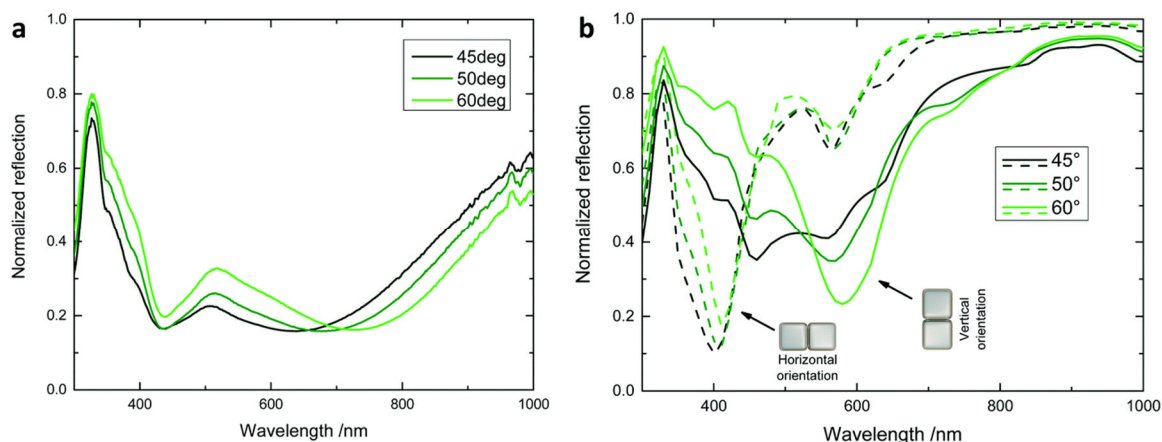 a
1.0
0.8
0.6
0.4
0.2
0.0
Normalized reflection
45deg
50deg
60deg
400
600
800
1000
Wavelength /nm
b
1.0
0.8
0.6
0.4
0.2
0.0
Normalized reflection
45°
50°
60°
Horizontal
orientation
Vertical
orientation
400
600
800
1000
Wavelength /nm